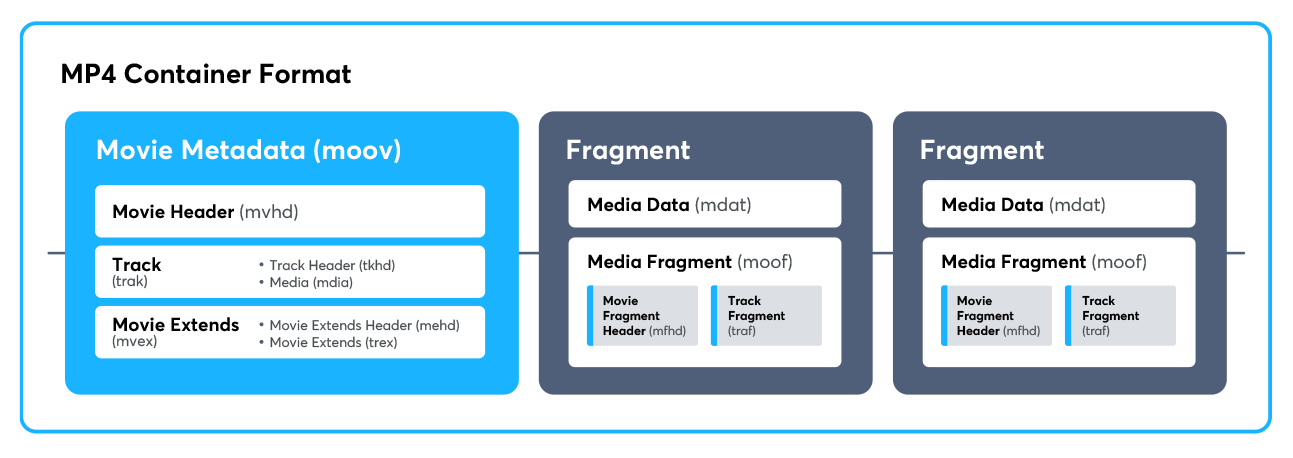 MP4 Container Format
Movie Metadata (moov)
Movie Header (mvhd)
Track
(trak)
• Track Header (tkhd)
• Media (mdia)
Movie Extends
(mvex)
• Movie Extends Header (mehd)
• Movie Extends (trex)
Fragment
Media Data (mdat)
Media Fragment (moof)
Movie
Fragment
Header (mfhd)
Track
Fragment
(traf)
Fragment
Media Data (mdat)
Media Fragment (moof)
Movie
Fragment
Header (mfhd)
Track
Fragment
(traf)